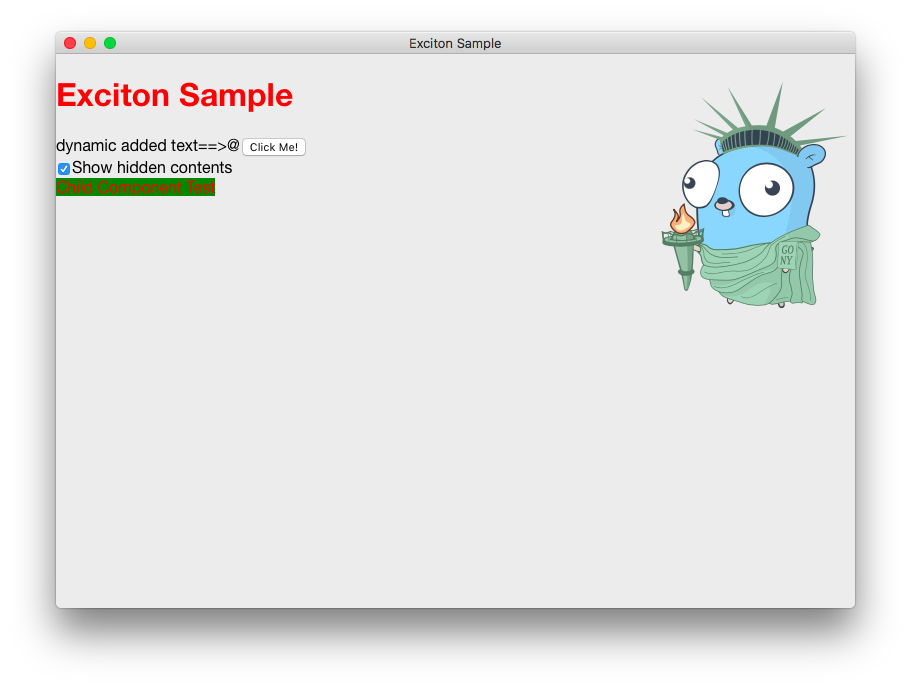 Exciton Sample
Exciton Sample
dynamic added text==>@ Click Me!
Show hidden contents
Child Component Test
GO
NY